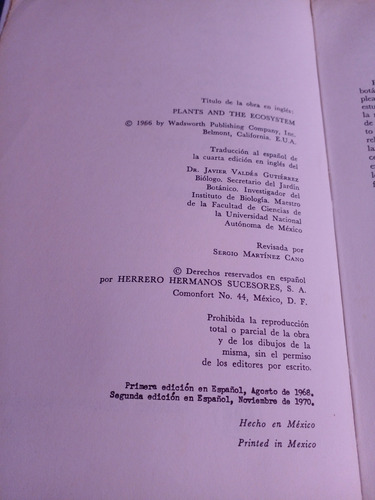 Título de la obra en inglés:
PLANTS AND THE ECOSYSTEM
© 1966 by Wadsworth Publishing Company, Inc.
Belmont, California. E.U.A.
Traducción al español de
la cuarta edición en inglés del
DR. JAVIER VALDÉS GUTIÉRREZ
Biólogo. Secretario del Jardín
Botánico. Investigador del
Instituto de Biología. Maestro
de la Facultad de Ciencias de
la Universidad Nacional
Autónoma de México
Revisada por
SERGIO MARTÍNEZ CANO
© Derechos reservados en español
por HERRERO HERMANOS SUCESORES, S. A.
Comonfort No. 44, México, D. F.
Prohibida la reproducción
total o parcial de la obra
y de los dibujos de la
misma, sin el permiso
de los editores por escrito.
Primera edición en Español, Agosto de 1968.
Segunda edición en Español, Noviembre de 1970.
Hecho en México
Printed in Mexico